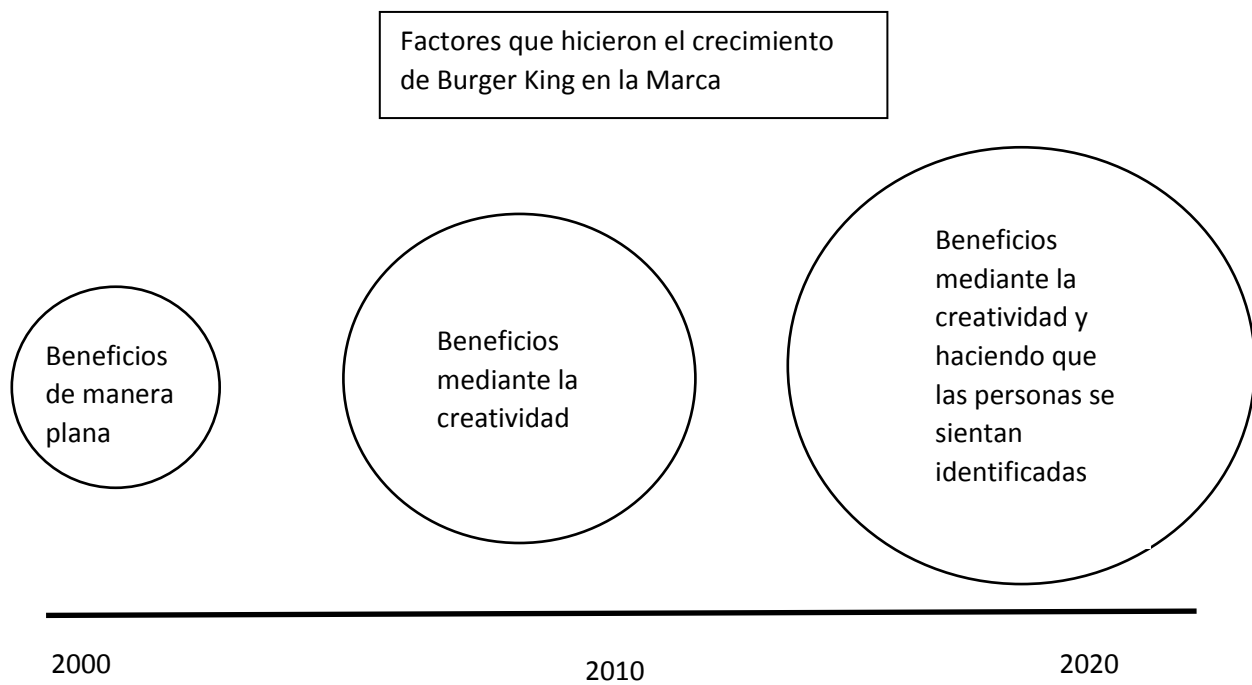 Factores que hicieron el crecimiento
de Burger King en la Marca
Beneficios
de manera
plana
Beneficios
mediante la
creatividad
Beneficios
mediante la
creatividad y
haciendo que
las personas se
sientan
identificadas
2000
2010
2020